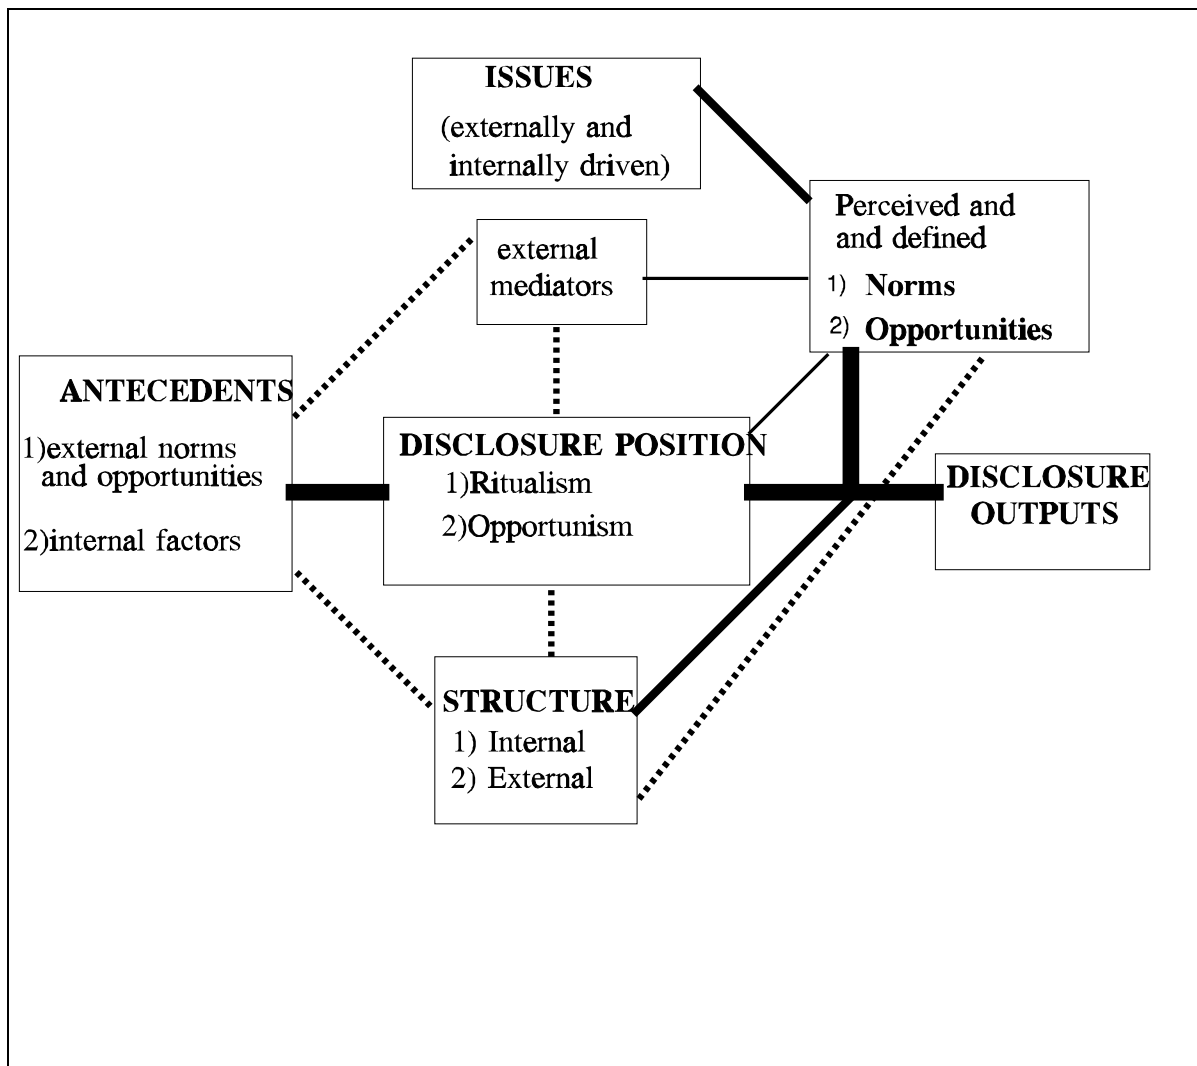 ISSUES
(externally and
internally driven)
Perceived and
and defined
1) Norms
2) Opportunities
external
mediators
ANTECEDENTS
1)external norms
and opportunities
2)internal factors
DISCLOSURE POSITION
1)Ritualism
2)Opportunism
DISCLOSURE
OUTPUTS
STRUCTURE
1) Internal
2) External